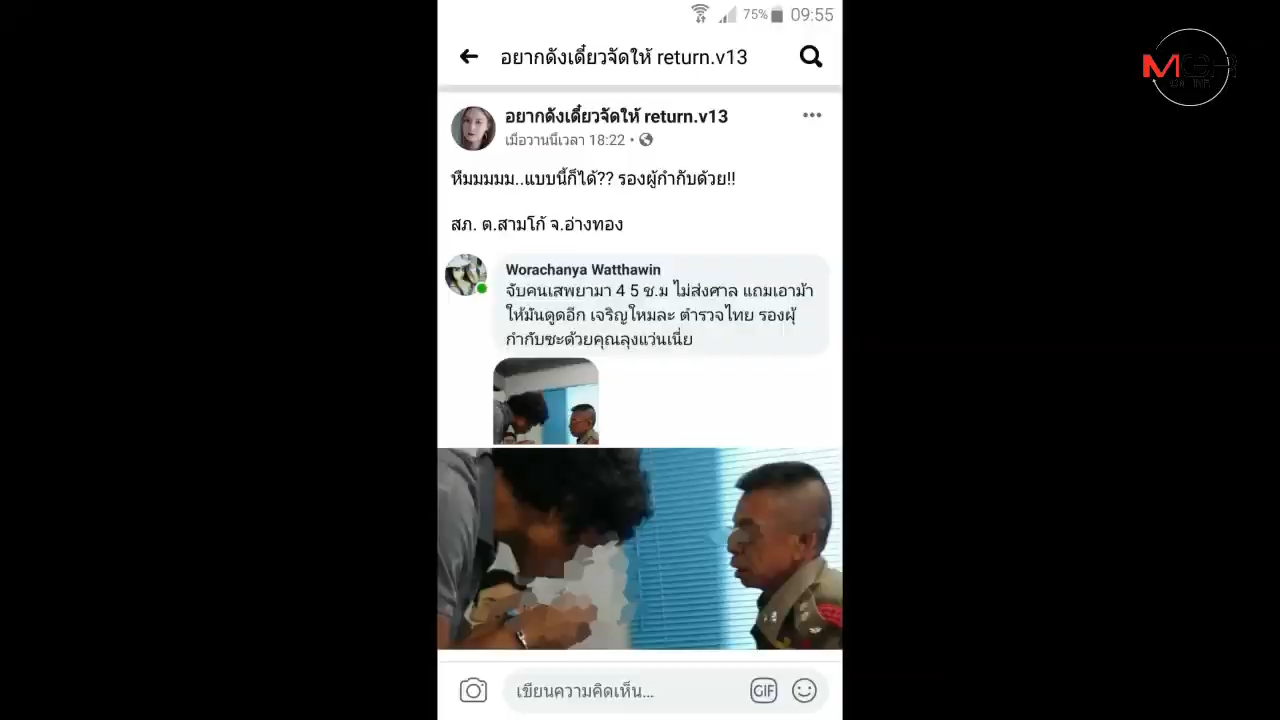 75% 09:55
อยากดังเดี๋ยวจัดให้ return.v13
MGR
ONLINE
อยากดังเดี๋ยวจัดให้ return.v13
เมื่อวานนี้เวลา 18:22 •
หึมมมมม..แบบนี้ก็ได้?? รองผู้กำกับด้วย!!
สภ. ต.สามโก้ จ.อ่างทอง
Worachanya Watthawin
จับคนเสพยามา 4 5 ช.ม ไม่ส่งศาล แถมเอาม้า
ให้มันดูดอีก เจริญใหมละ ตำรวจไทย รองผุ้
กำกับซะด้วยคุณลุงแว่นเนี่ย
เขียนความคิดเห็น...
GIF